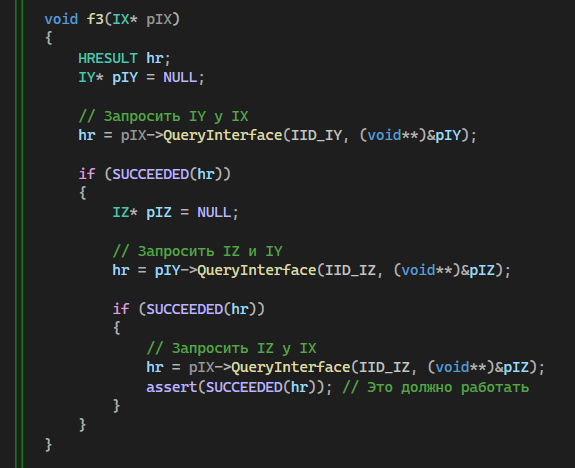 void f3(IX* pIX)
{
    HRESULT hr;
    IY* pIY = NULL;

    // Запросить IY у IX
    hr = pIX->QueryInterface(IID_IY, (void**)&pIY);

    if (SUCCEEDED(hr))
    {
        IZ* pIZ = NULL;

        // Запросить IZ и IY
        hr = pIY->QueryInterface(IID_IZ, (void**)&pIZ);

        if (SUCCEEDED(hr))
        {
            // Запросить IZ у IX
            hr = pIX->QueryInterface(IID_IZ, (void**)&pIZ);
            assert(SUCCEEDED(hr)); // Это должно работать
        }
    }
}